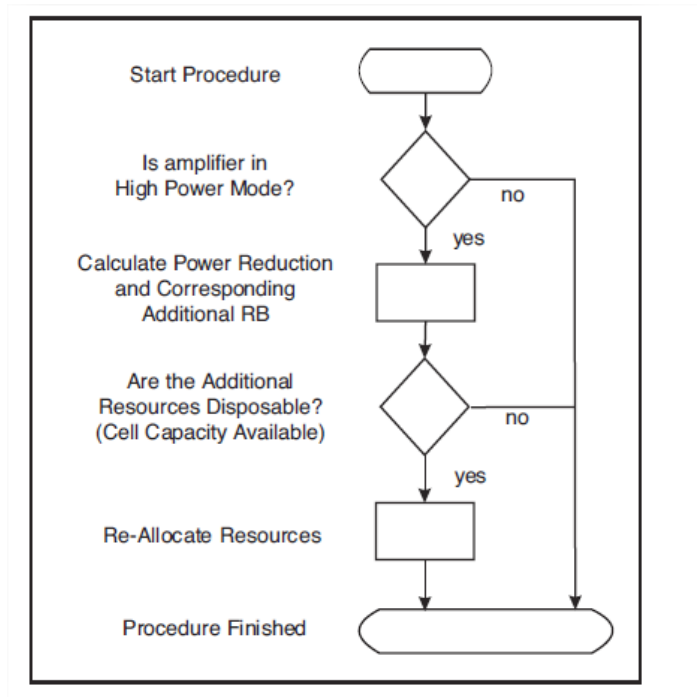 Start Procedure
Is amplifier in
High Power Mode?
no
yes
Calculate Power Reduction
and Corresponding
Additional RB
Are the Additional
Resources Disposable?
(Cell Capacity Available)
no
yes
Re-Allocate Resources
Procedure Finished